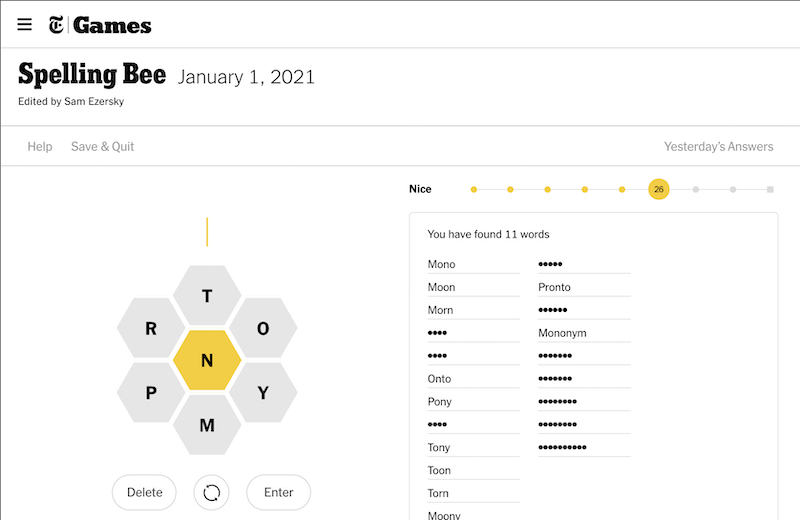 Games
Spelling Bee January 1, 2021
Edited by Sam Ezersky
Help Save & Quit Yesterday's Answers
Nice 26
You have found 11 words
Mono
Moon
Morn
Onto
Pony
Tony
Toon
Torn
Moony
Pronto
Mononym
T
R O
N
P Y
M
Delete Enter